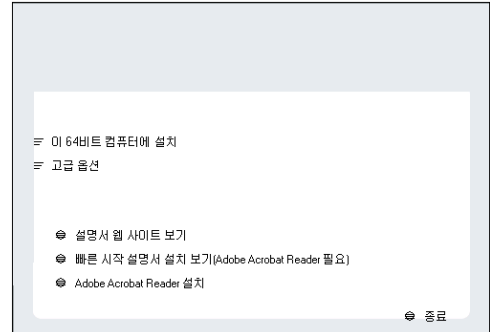 이 64비트 컴퓨터에 설치
고급 옵션
설명서 웹 사이트 보기
빠른 시작 설명서 설치 보기(Adobe Acrobat Reader 필요)
Adobe Acrobat Reader 설치
종료